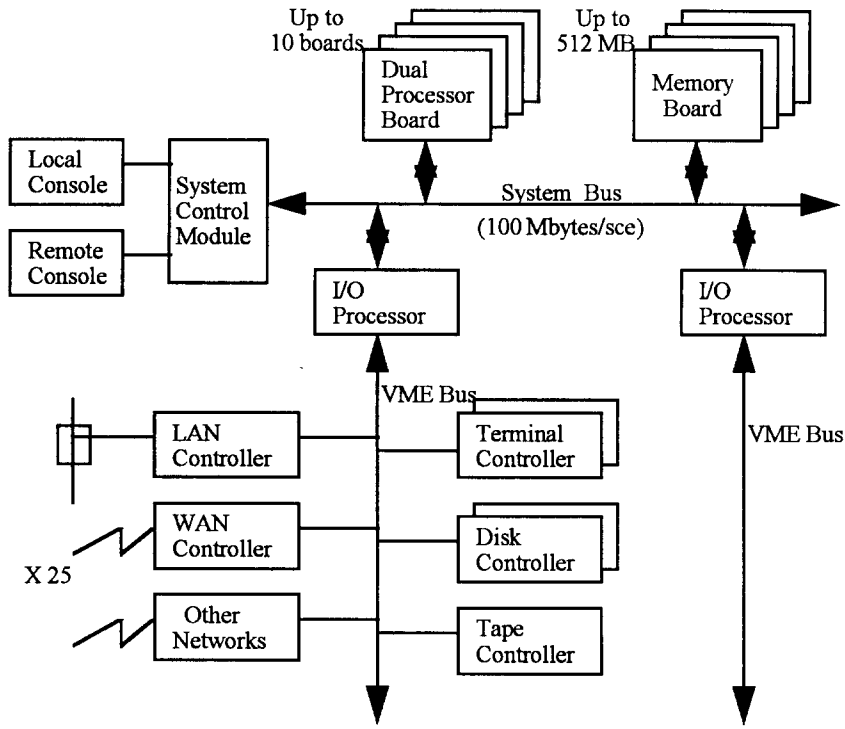 Up to
10 boards
Dual
Processor
Board
Up to
512 MB
Memory
Board
Local
Console
System
Control
Module
Remote
Console
System Bus
(100 Mbytes/sce)
I/O
Processor
I/O
Processor
VME Bus
VME Bus
LAN
Controller
Terminal
Controller
WAN
Controller
Disk
Controller
X 25
Other
Networks
Tape
Controller